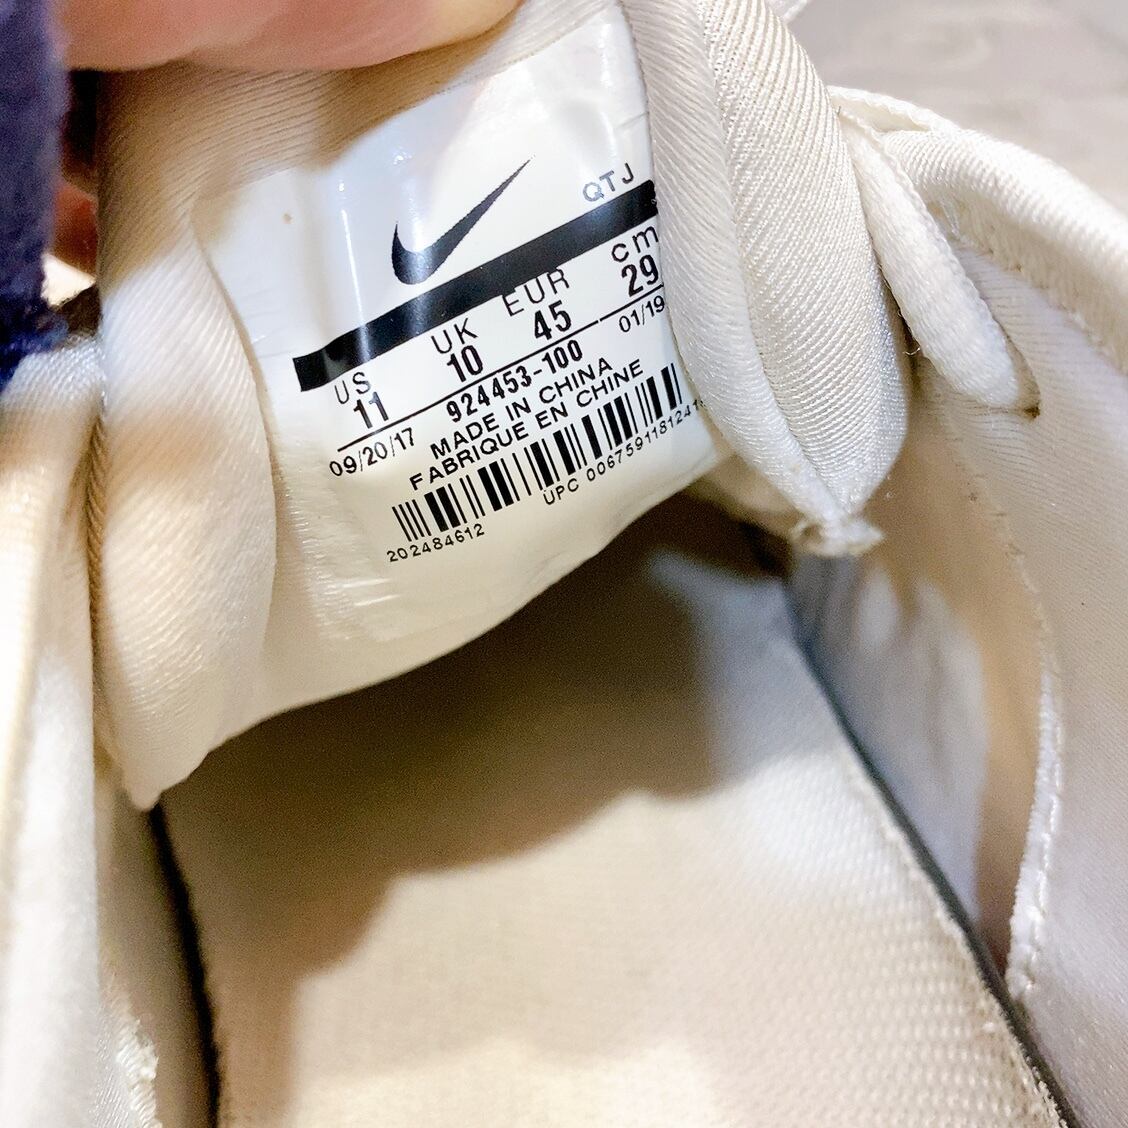 QTJ
US UK EUR cm
11 10 45 29
09/20/17 924453-100 01/19
MADE IN CHINA
FABRIQUE EN CHINE
202484612 UPC 0067591181241